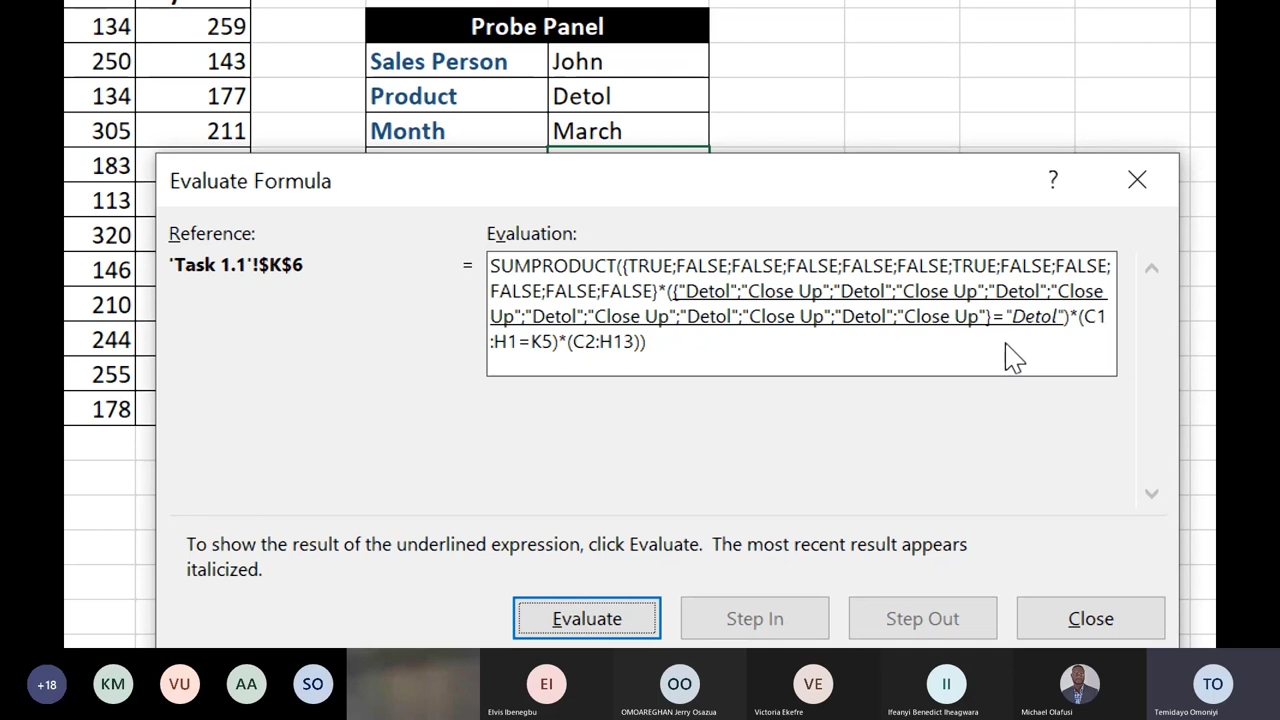 134 259
Probe Panel
250 143
Sales Person John
134 177
Product Detol
305 211
Month March
183
113
320
146
210
244
255
178
Evaluate Formula
? 
Reference:
Evaluation:
'Task 1.1'!$K$6 =
SUMPRODUCT({TRUE;FALSE;FALSE;FALSE;FALSE;FALSE;TRUE;FALSE;FALSE;
FALSE;FALSE;FALSE}*({"Detol";"Close Up";"Detol";"Close Up";"Detol";"Close
Up";"Detol";"Close Up";"Detol";"Close Up";"Detol";"Close Up"}="Detol")*(C1
:H1=K5)*(C2:H13))
To show the result of the underlined expression, click Evaluate. The most recent result appears
italicized.
Evaluate Step In Step Out Close
+18 KM VU AA SO EI OO VE II TO
Elvis Ibenegbu OMOAREGHAN Jerry Osazua Victoria Ekefre Ifeanyi Benedict Iheagwara Michael Olafusi Temidayo Omoniyi